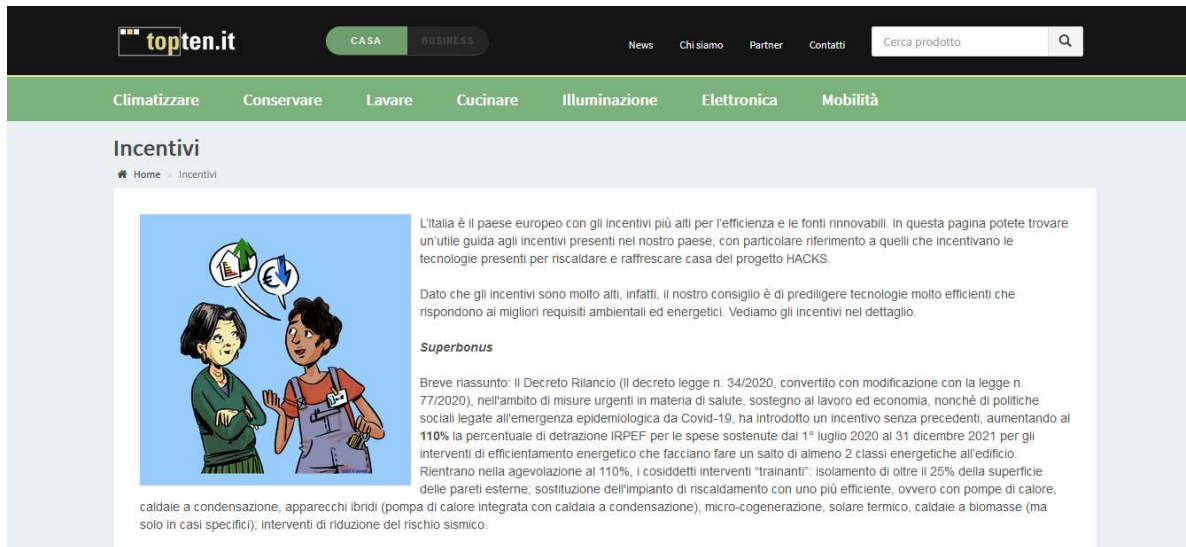 topten.it
CASA BUSINESS
News Chi siamo Partner Contatti Cerca prodotto
Climatizzare Conservare Lavare Cucinare Illuminazione Elettronica Mobilità
Incentivi
Home > Incentivi
L'Italia è il paese europeo con gli incentivi più alti per l'efficienza e le fonti rinnovabili. In questa pagina potete trovare
un'utile guida agli incentivi presenti nel nostro paese, con particolare riferimento a quelli che incentivano le
tecnologie presenti per riscaldare e raffrescare casa del progetto HACKS.
Dato che gli incentivi sono molto alti, infatti, il nostro consiglio è di prediligere tecnologie molto efficienti che
rispondono ai migliori requisiti ambientali ed energetici. Vediamo gli incentivi nel dettaglio.
Superbonus
Breve riassunto: Il Decreto Rilancio (Il decreto legge n. 34/2020, convertito con modificazione con la legge n.
77/2020), nell'ambito di misure urgenti in materia di salute, sostegno al lavoro ed economia, nonché di politiche
sociali legate all'emergenza epidemiologica da Covid-19, ha introdotto un incentivo senza precedenti, aumentando al
110% la percentuale di detrazione IRPEF per le spese sostenute dal 1° luglio 2020 al 31 dicembre 2021 per gli
interventi di efficientamento energetico che facciano fare un salto di almeno 2 classi energetiche all'edificio.
Rientrano nella agevolazione al 110%, i cosiddetti interventi "trainanti": isolamento di oltre il 25% della superficie
delle pareti esterne; sostituzione dell'impianto di riscaldamento con uno più efficiente, ovvero con pompe di calore,
caldaie a condensazione, apparecchi ibridi (pompa di calore integrata con caldaia a condensazione), micro-cogenerazione, solare termico, caldaie a biomasse (ma
solo in casi specifici); interventi di riduzione del rischio sismico.